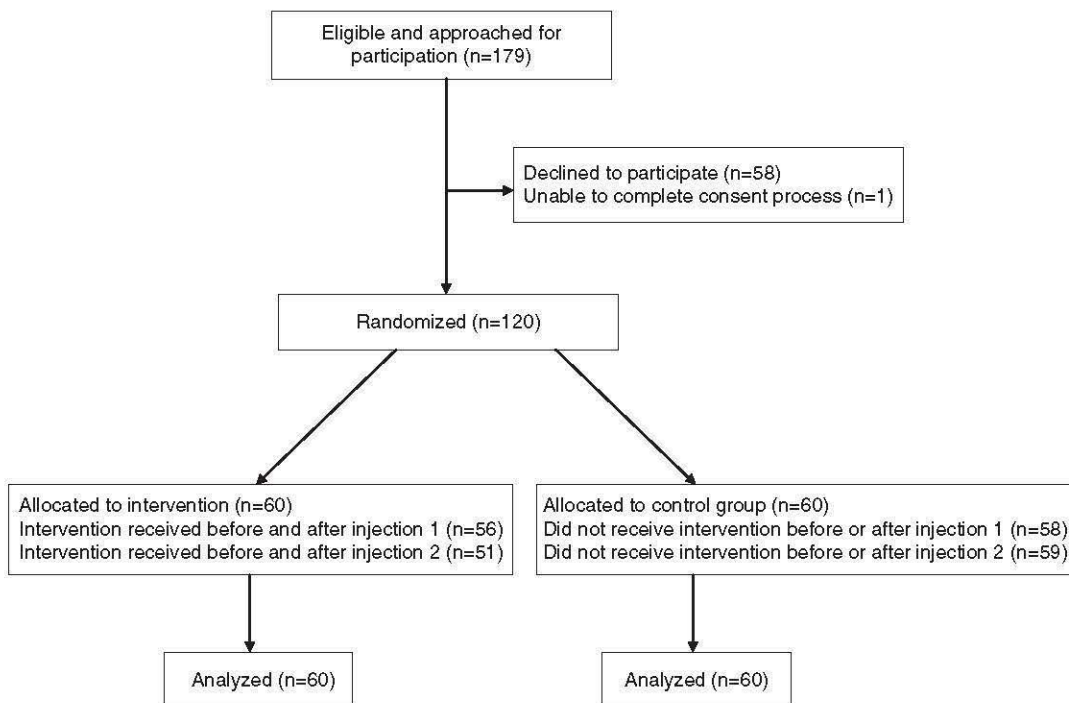 Eligible and approached for
participation (n=179)
Declined to participate (n=58)
Unable to complete consent process (n=1)
Randomized (n=120)
Allocated to intervention (n=60)
Intervention received before and after injection 1 (n=56)
Intervention received before and after injection 2 (n=51)
Allocated to control group (n=60)
Did not receive intervention before or after injection 1 (n=58)
Did not receive intervention before or after injection 2 (n=59)
Analyzed (n=60)
Analyzed (n=60)